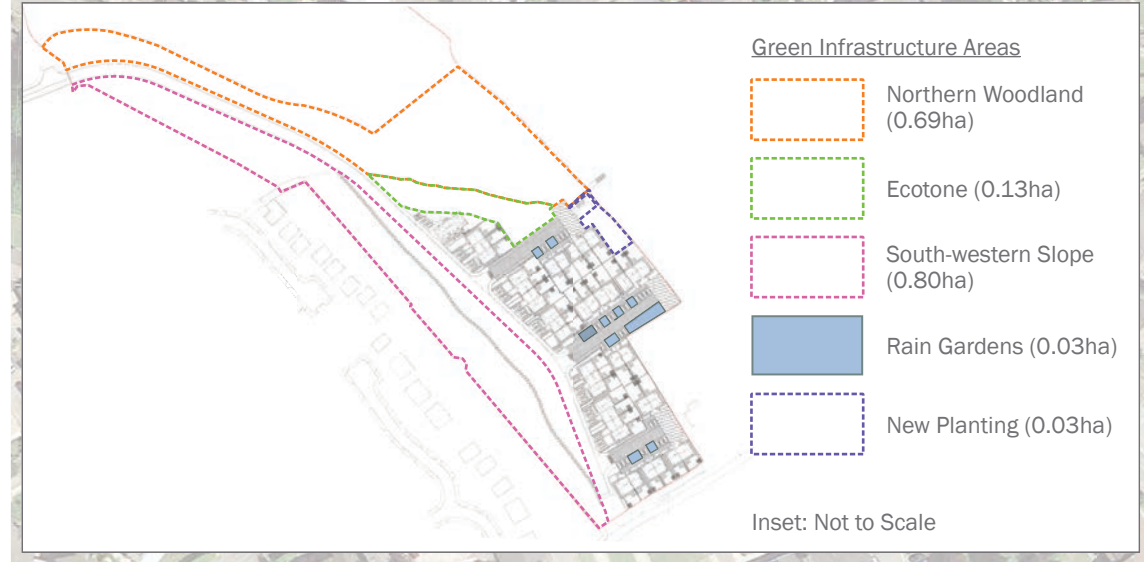 Green Infrastructure Areas
Northern Woodland
(0.69ha)
Ecotone (0.13ha)
South-western Slope
(0.80ha)
Rain Gardens (0.03ha)
New Planting (0.03ha)
Inset: Not to Scale